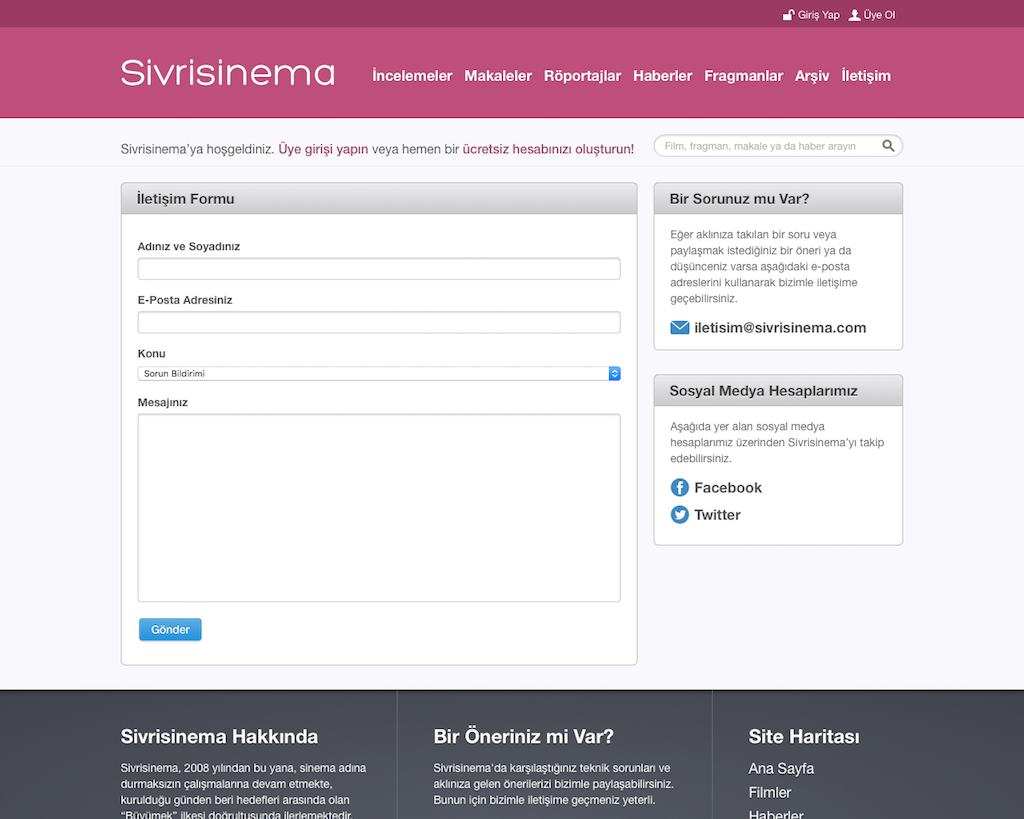 Giriş Yap Üye Ol
Sivrisinema
İncelemeler Makaleler Röportajlar Haberler Fragmanlar Arşiv İletişim
Sivrisinema'ya hoşgeldiniz. Üye girişi yapın veya hemen bir ücretsiz hesabınızı oluşturun!
Film, fragman, makale ya da haber arayın
İletişim Formu
Adınız ve Soyadınız
E-Posta Adresiniz
Konu
Sorun Bildirimi
Mesajınız
Gönder
Bir Sorunuz mu Var?
Eğer aklınıza takılan bir soru veya
paylaşmak istediğiniz bir öneri ya da
düşünceniz varsa aşağıdaki e-posta
adreslerini kullanarak bizimle iletişime
geçebilirsiniz.
iletisim@sivrisinema.com
Sosyal Medya Hesaplarımız
Aşağıda yer alan sosyal medya
hesaplarımız üzerinden Sivrisinema'yı takip
edebilirsiniz.
Facebook
Twitter
Sivrisinema Hakkında
Sivrisinema, 2008 yılından bu yana, sinema adına
durmaksızın çalışmalarına devam etmekte,
kurulduğu günden beri hedefleri arasında olan
"Büyümek" ilkesi doğrultusunda ilerlemektedir.
Bir Öneriniz mi Var?
Sivrisinema'da karşılaştığınız teknik sorunları ve
aklınıza gelen önerilerizi bizimle paylaşabilirsiniz.
Bunun için bizimle iletişime geçmeniz yeterli.
Site Haritası
Ana Sayfa
Filmler
Haberler